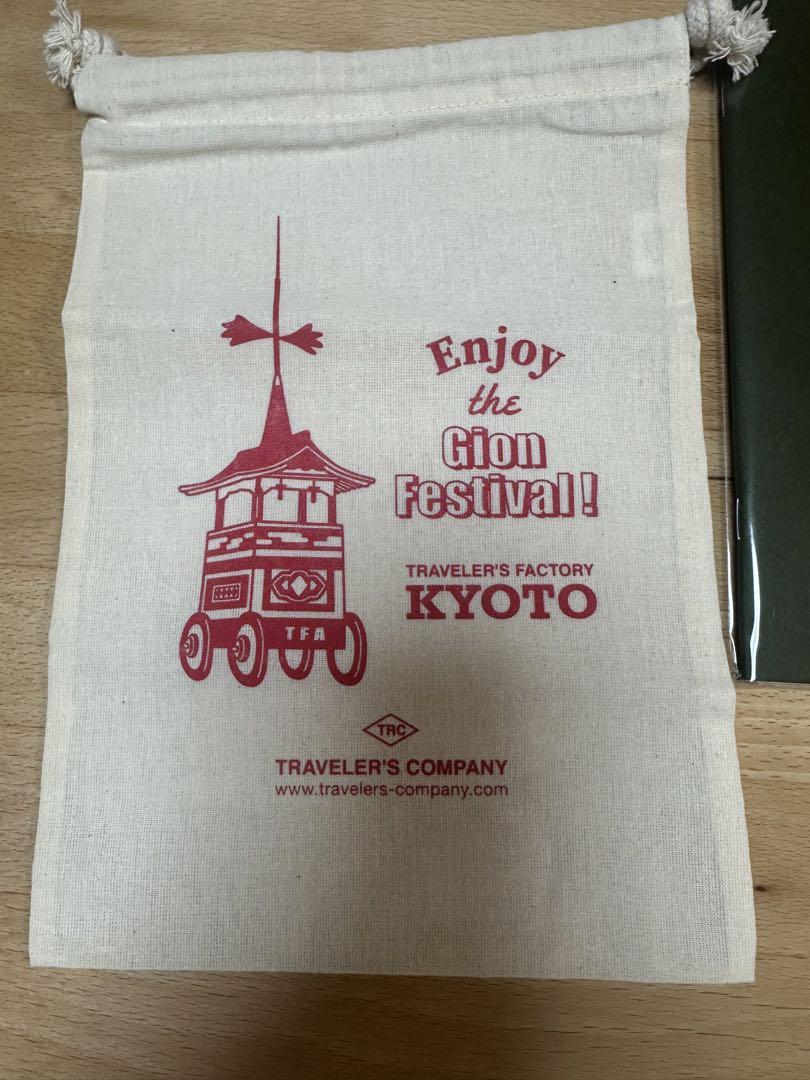 Enjoy
the
Gion
Festival!
TRAVELER'S FACTORY
KYOTO
TFA
TRC
TRAVELER'S COMPANY
www.travelers-company.com